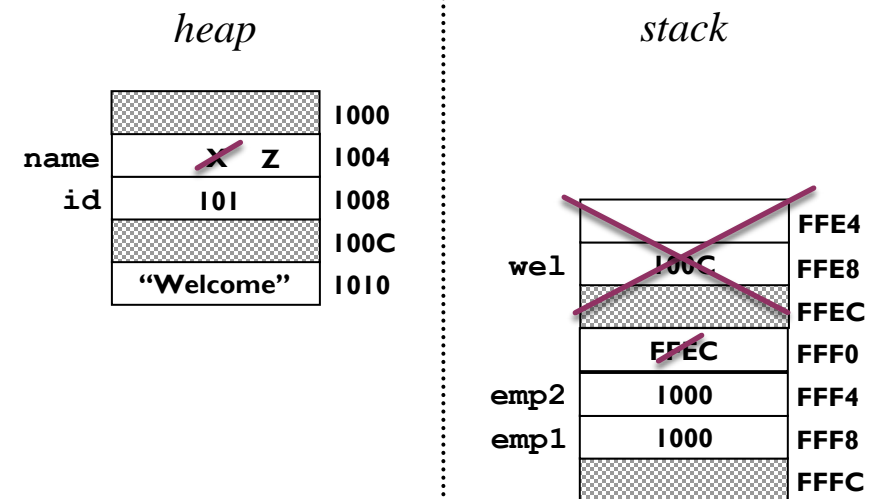 heap
stack
1000
name X Z 1004
id 101 1008
100C
"Welcome" 1010
FFE4
wel 100C FFE8
FFEC
FFEC FFF0
emp2 1000 FFF4
emp1 1000 FFF8
FFFC